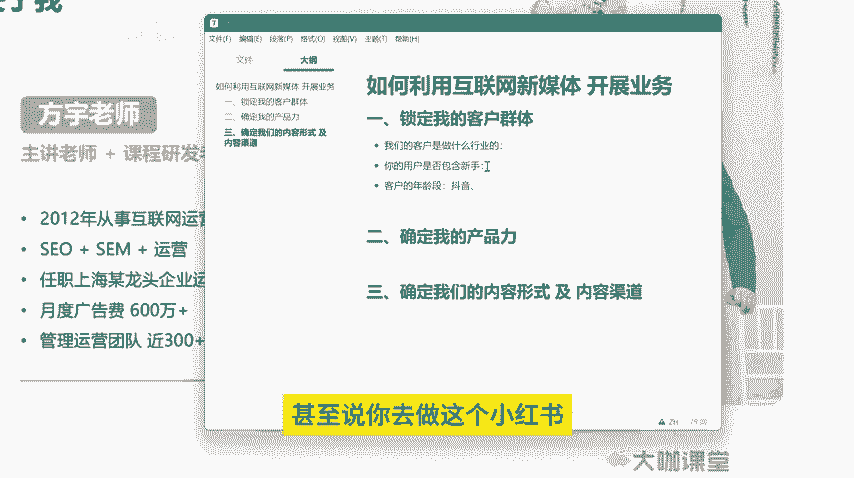 于我
方宇老师
主讲老师 + 课程研发
2012年从事互联网运营
SEO + SEM + 运营
任职上海某龙头企业运
月度广告费 600万+
管理运营团队 近300+
文件(F) 编辑(E) 段落(P) 格式(O) 视图(V) 主题(T) 帮助(H)
文件 大纲
如何利用互联网新媒体 开展业务
一、锁定我的客户群体
二、确定我的产品力
三、确定我们的内容形式 及
内容渠道
如何利用互联网新媒体 开展业务
一、锁定我的客户群体
我们的客户是做什么行业的:
你的用户是否包含新手:
客户的年龄段: 抖音、
二、确定我的产品力
三、确定我们的内容形式 及 内容渠道
甚至说你去做这个小红书
大咖课堂